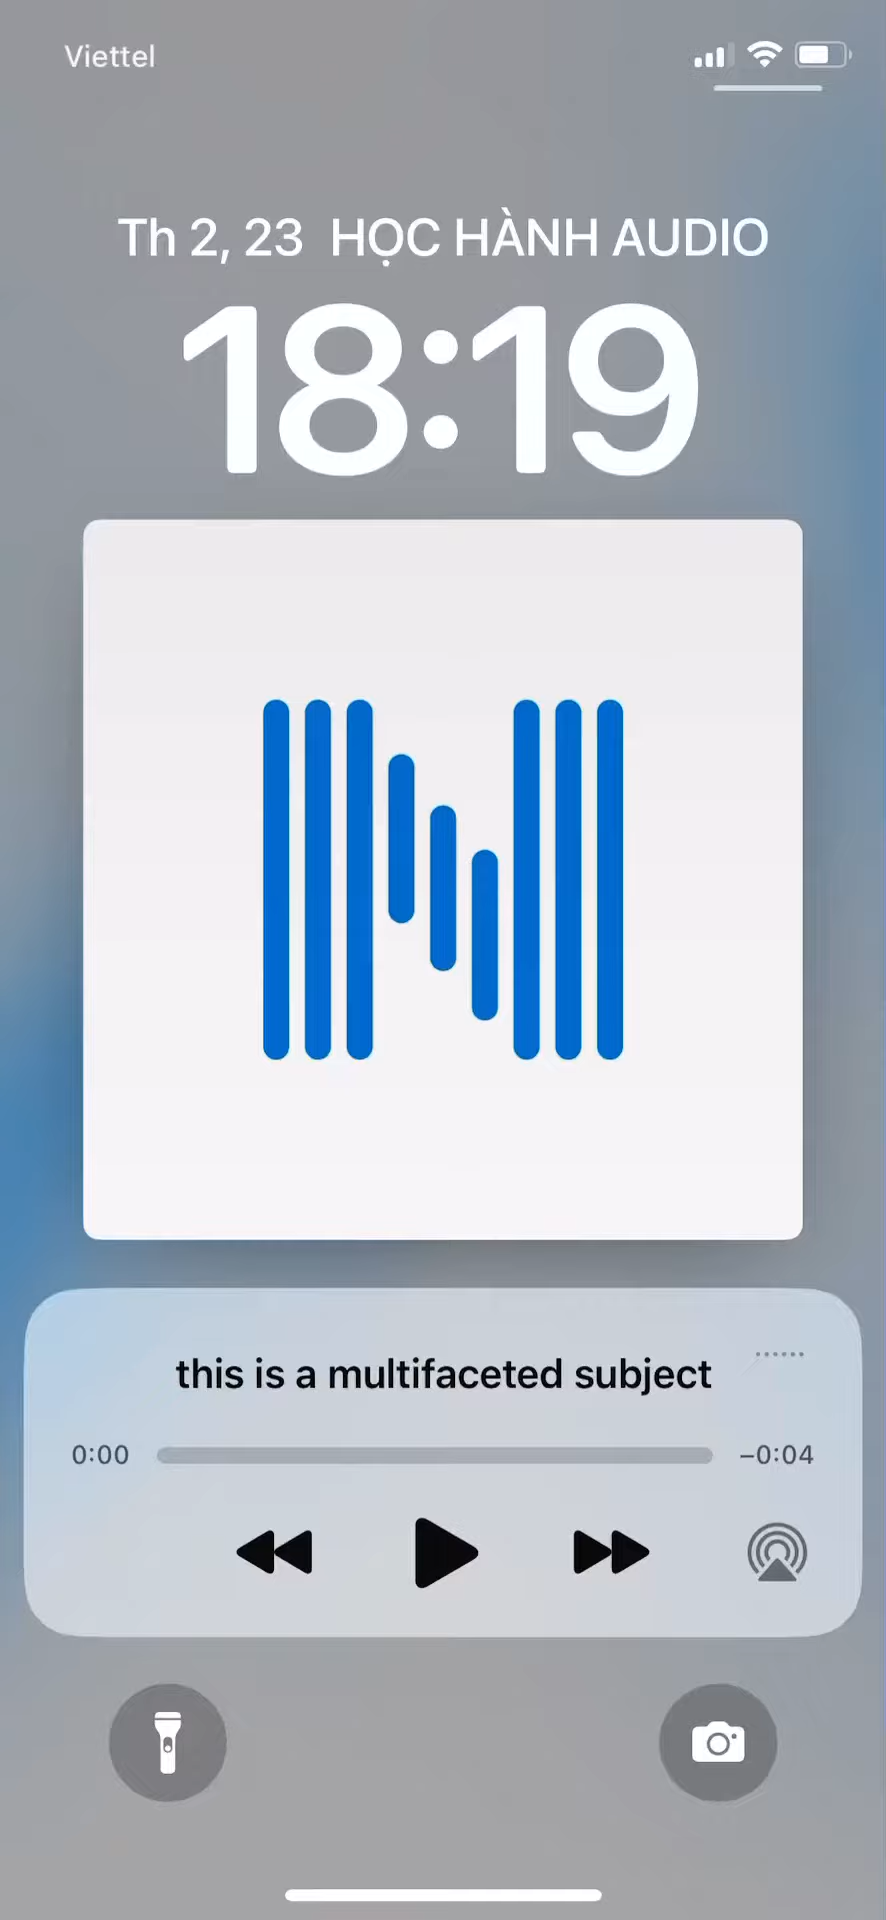 Viettel
Th 2, 23 HỌC HÀNH AUDIO
18:19
this is a multifaceted subject
0:00
−0:04